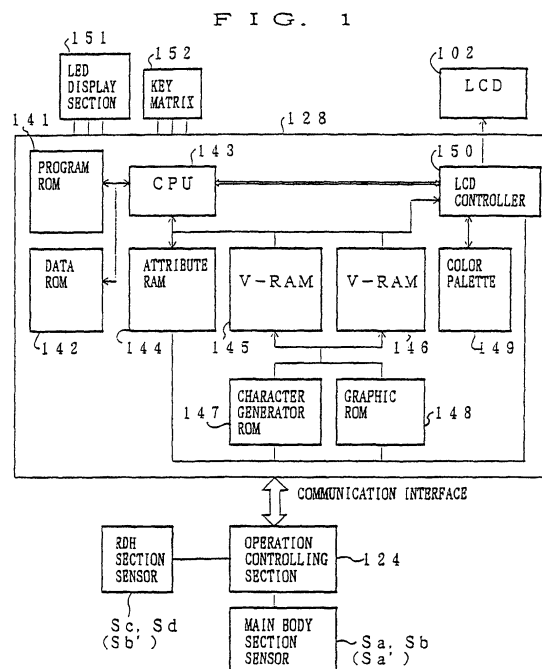 FIG. 1
151
LED DISPLAY SECTION
152
KEY MATRIX
102
LCD
128
141
PROGRAM ROM
143
CPU
150
LCD CONTROLLER
DATA ROM
142
ATTRIBUTE RAM
144
V-RAM
145
V-RAM
146
COLOR PALETTE
149
147
CHARACTER GENERATOR ROM
GRAPHIC ROM
148
COMMUNICATION INTERFACE
RDH SECTION SENSOR
Sc, Sd
(Sb')
OPERATION CONTROLLING SECTION
124
MAIN BODY SECTION SENSOR
Sa, Sb
(Sa')